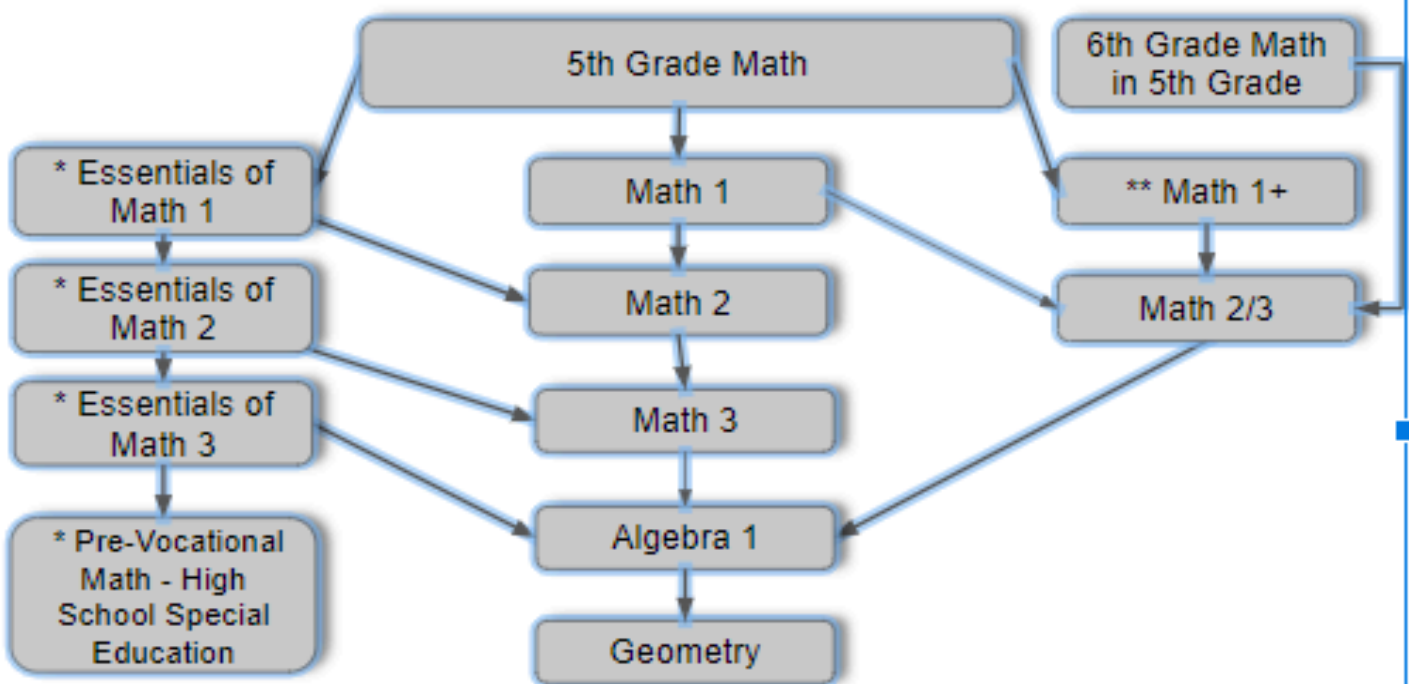 5th Grade Math
6th Grade Math
in 5th Grade
* Essentials of
Math 1
Math 1
** Math 1+
* Essentials of
Math 2
Math 2
Math 2/3
* Essentials of
Math 3
Math 3
* Pre-Vocational
Math - High
School Special
Education
Algebra 1
Geometry